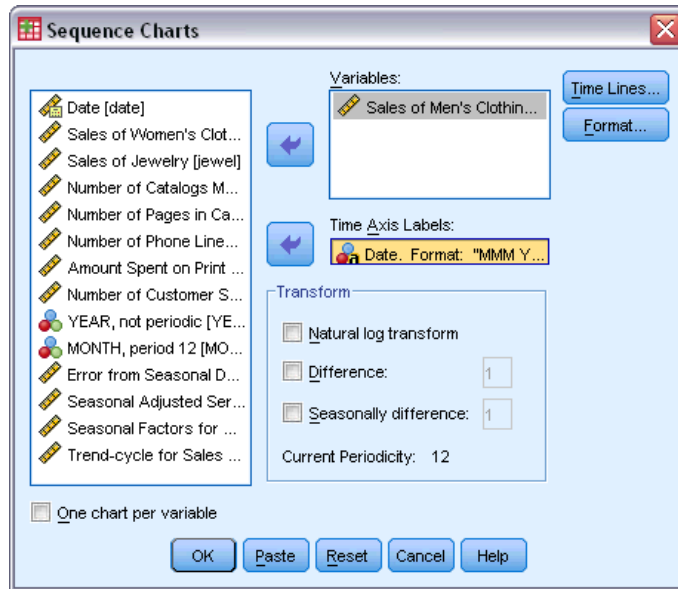 Sequence Charts
Variables:
Date [date]
Sales of Women's Clot...
Sales of Jewelry [jewel]
Number of Catalogs M...
Number of Pages in Ca...
Number of Phone Line...
Amount Spent on Print ...
Number of Customer S...
YEAR, not periodic [YE...
MONTH, period 12 [MO...
Error from Seasonal D...
Seasonal Adjusted Ser...
Seasonal Factors for ...
Trend-cycle for Sales ...
Sales of Men's Clothin...
Time Lines...
Format...
Time Axis Labels:
Date. Format: "MMM Y...
Transform
Natural log transform
Difference: 1
Seasonally difference: 1
Current Periodicity: 12
One chart per variable
OK Paste Reset Cancel Help